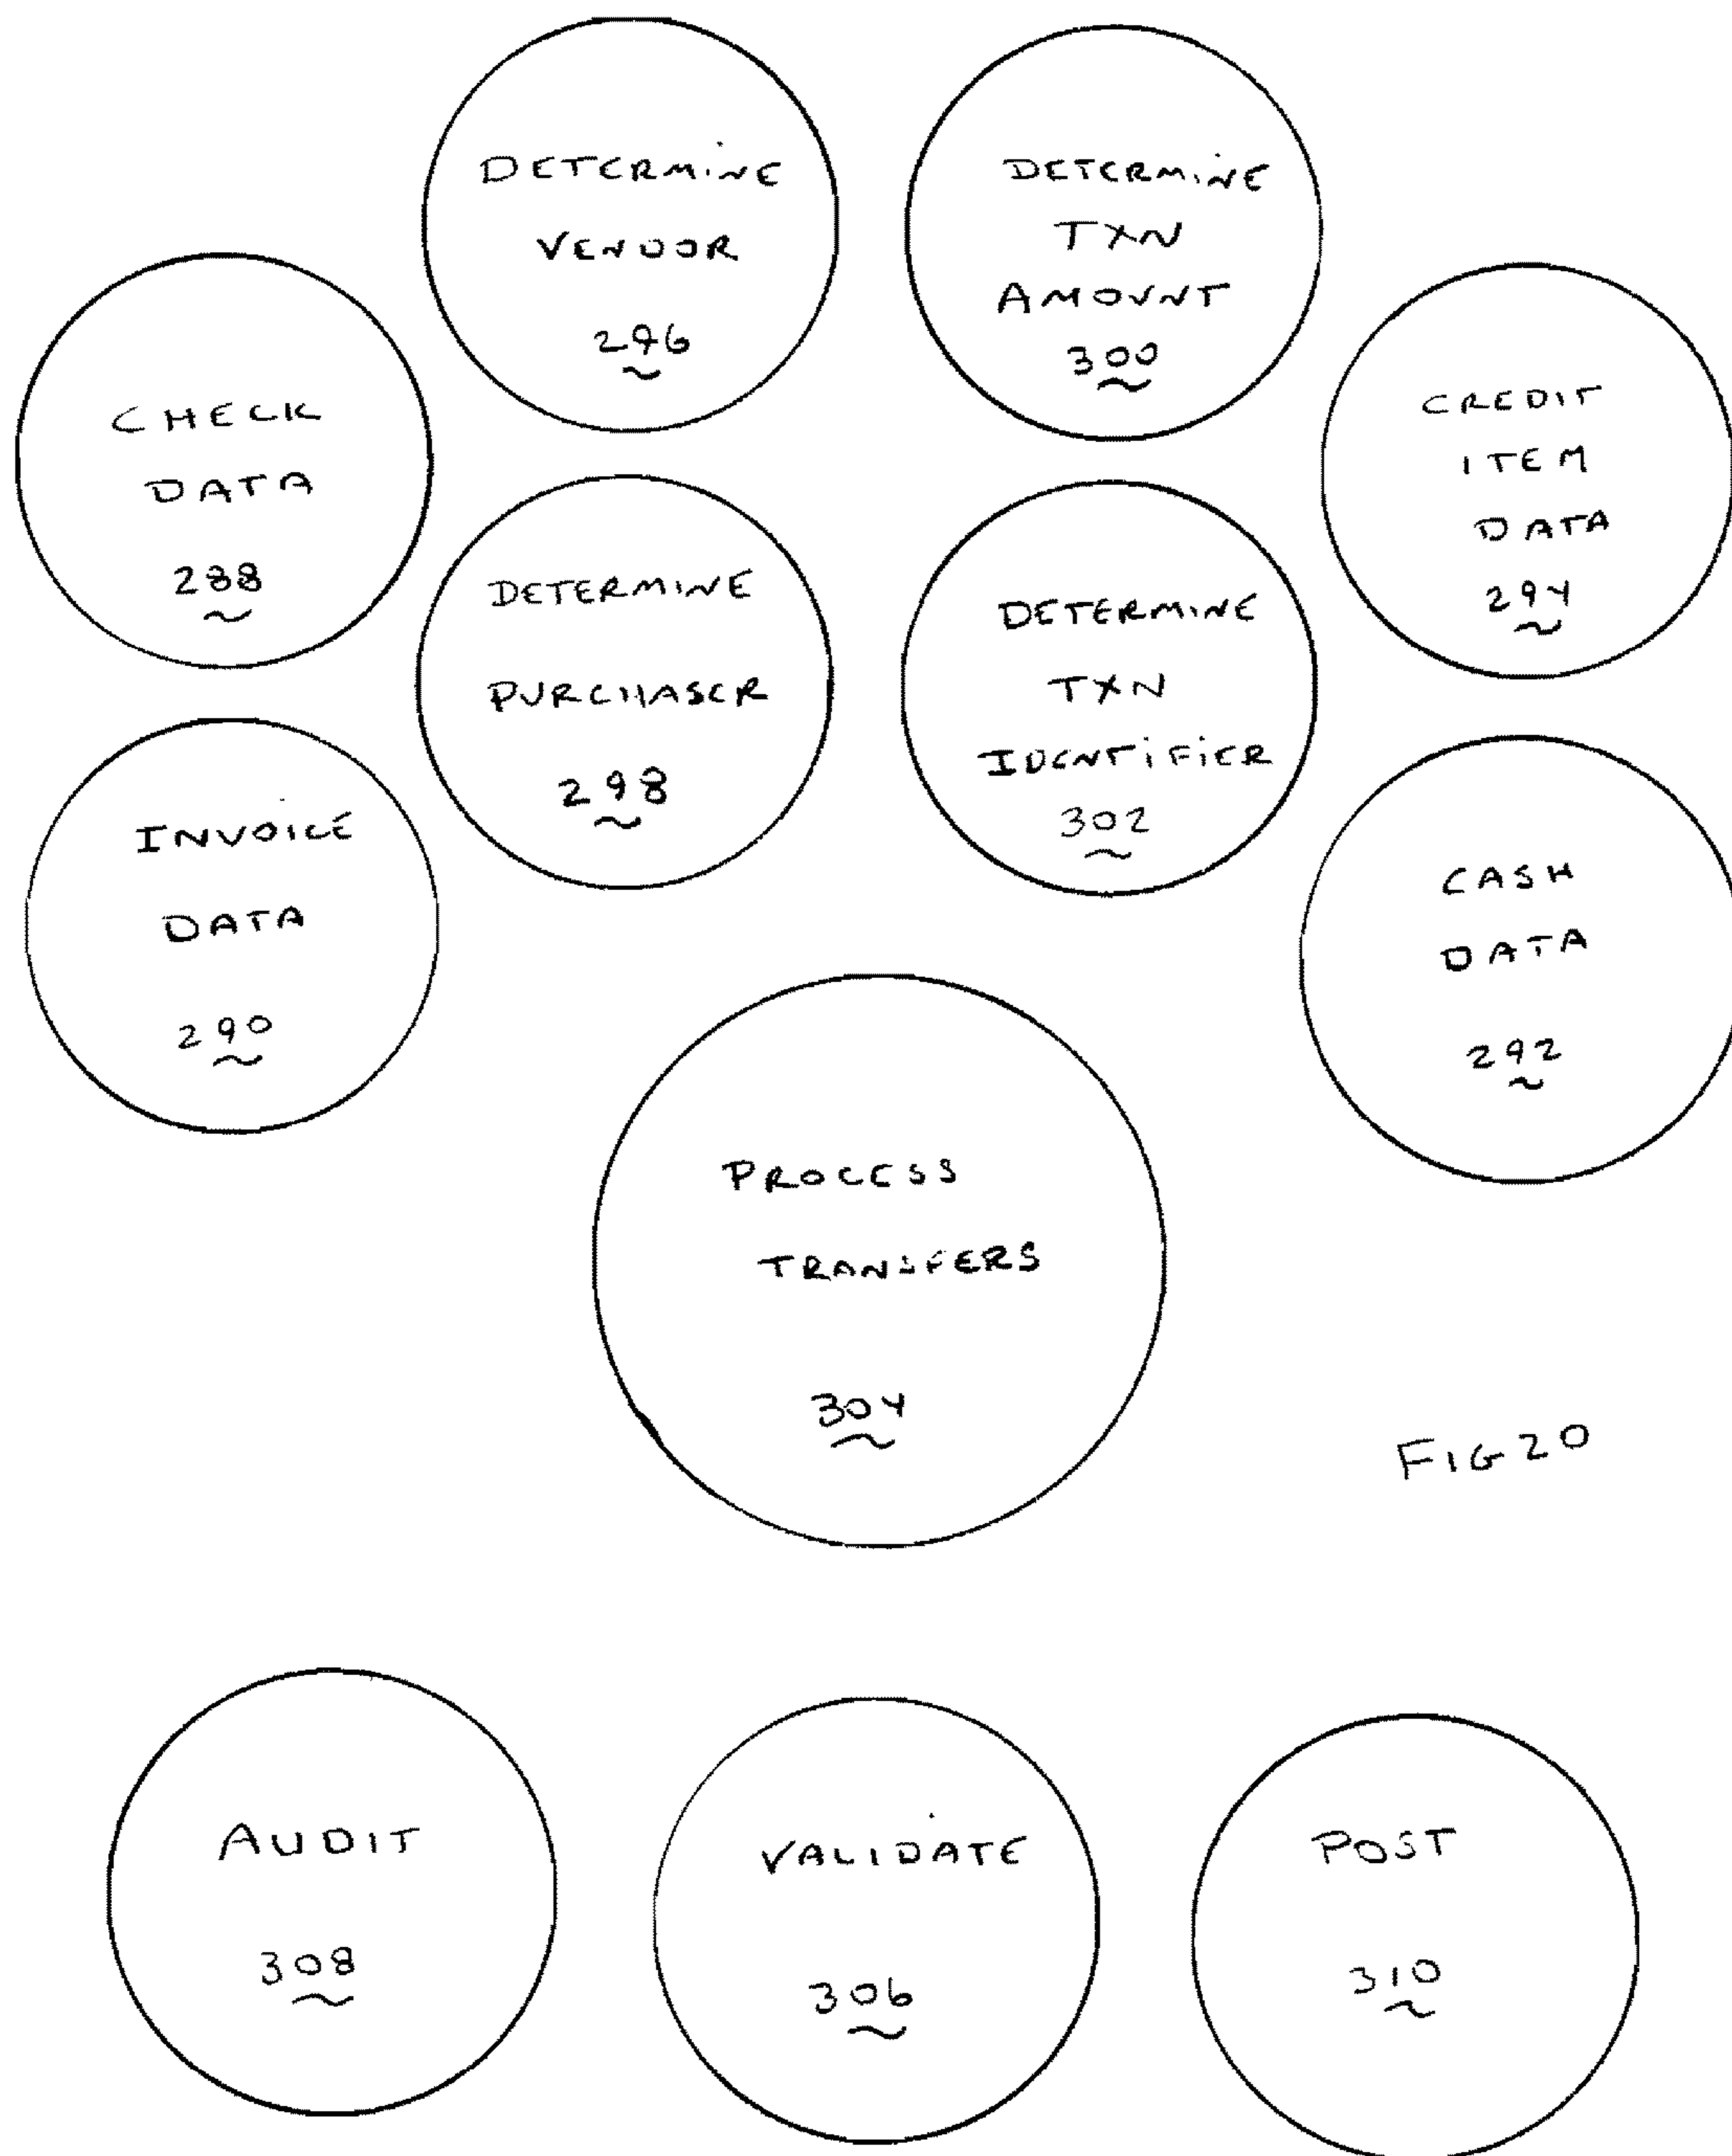 DETERMINE
VENDOR
296
DETERMINE
TXN
AMOUNT
300
CHECK
DATA
288
CREDIT
ITEM
DATA
294
DETERMINE
PURCHASER
298
DETERMINE
TXN
IDENTIFIER
302
INVOICE
DATA
290
CASH
DATA
292
PROCESS
TRANSFERS
304
FIG 20
AUDIT
308
VALIDATE
306
POST
310